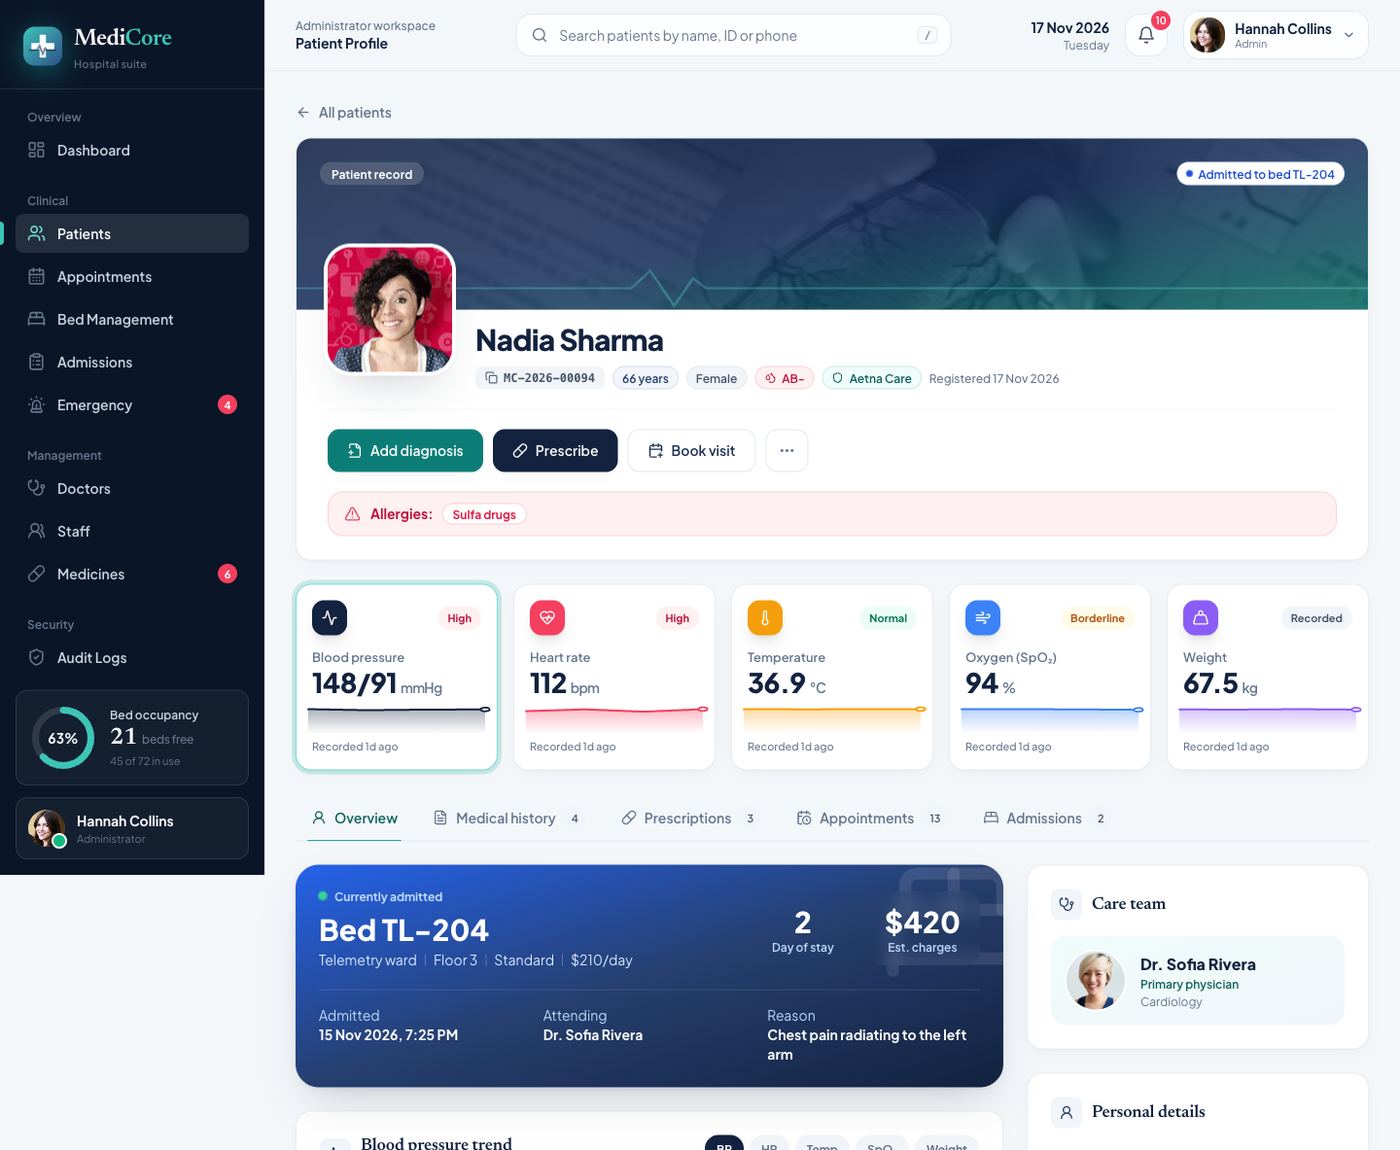 MediCore
Hospital suite
Overview
Dashboard
Clinical
Patients
Appointments
Bed Management
Admissions
Emergency 4
Management
Doctors
Staff
Medicines 6
Security
Audit Logs
63%
Bed occupancy
21 beds free
45 of 72 in use
Hannah Collins
Administrator
Administrator workspace
Patient Profile
Search patients by name, ID or phone /
17 Nov 2026
Tuesday
10
Hannah Collins
Admin
All patients
Patient record
Admitted to bed TL-204
Nadia Sharma
MC-2026-00094 66 years Female AB- Aetna Care Registered 17 Nov 2026
Add diagnosis Prescribe Book visit
Allergies: Sulfa drugs
High
Blood pressure
148/91 mmHg
Recorded 1d ago
High
Heart rate
112 bpm
Recorded 1d ago
Normal
Temperature
36.9 °C
Recorded 1d ago
Borderline
Oxygen (SpO₂)
94 %
Recorded 1d ago
Recorded
Weight
67.5 kg
Recorded 1d ago
Overview Medical history 4 Prescriptions 3 Appointments 13 Admissions 2
Currently admitted
Bed TL-204
Telemetry ward | Floor 3 | Standard | $210/day
2
Day of stay
$420
Est. charges
Admitted
15 Nov 2026, 7:25 PM
Attending
Dr. Sofia Rivera
Reason
Chest pain radiating to the left
arm
Care team
Dr. Sofia Rivera
Primary physician
Cardiology
Personal details
Blood pressure trend
BP HR Temp SpO₂ Weight